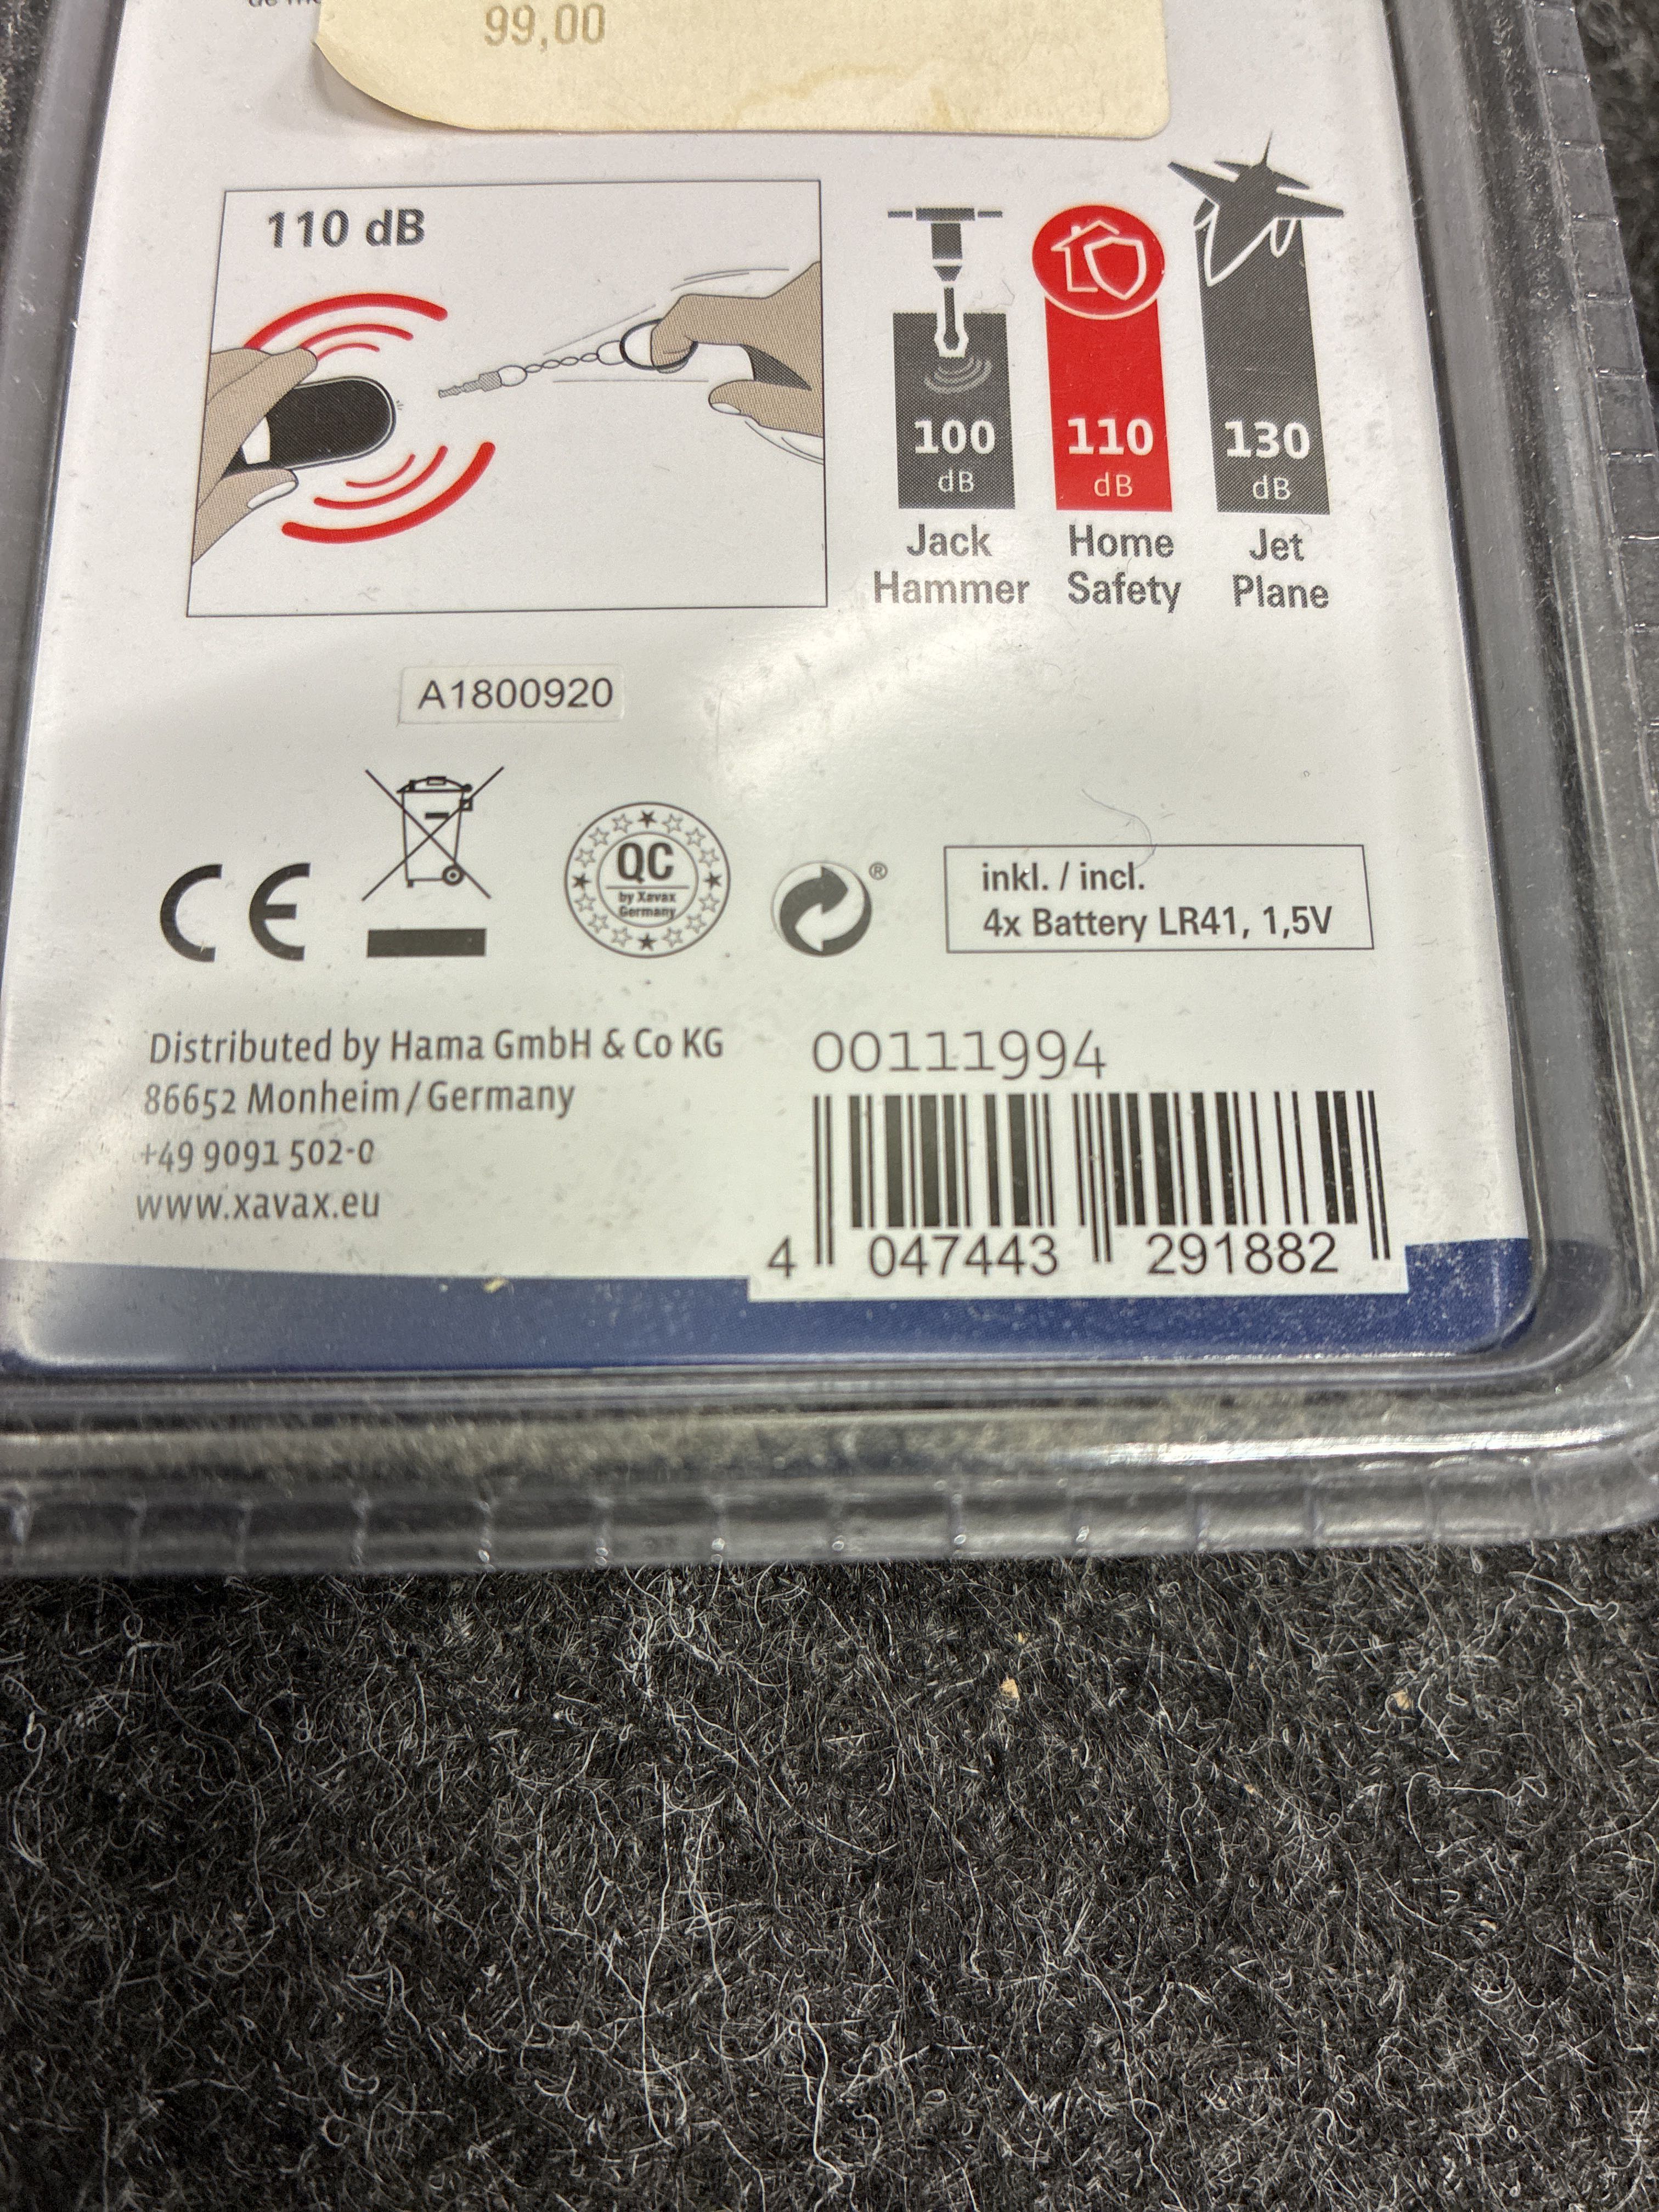 99,00
110 dB
100
dB
Jack
Hammer
110
dB
Home
Safety
130
dB
Jet
Plane
A1800920
CE
QC
by Xavax
Germany
®
inkl. / incl.
4x Battery LR41, 1,5V
Distributed by Hama GmbH & Co KG
86652 Monheim / Germany
+49 9091 502-0
www.xavax.eu
00111994
4 047443 291882